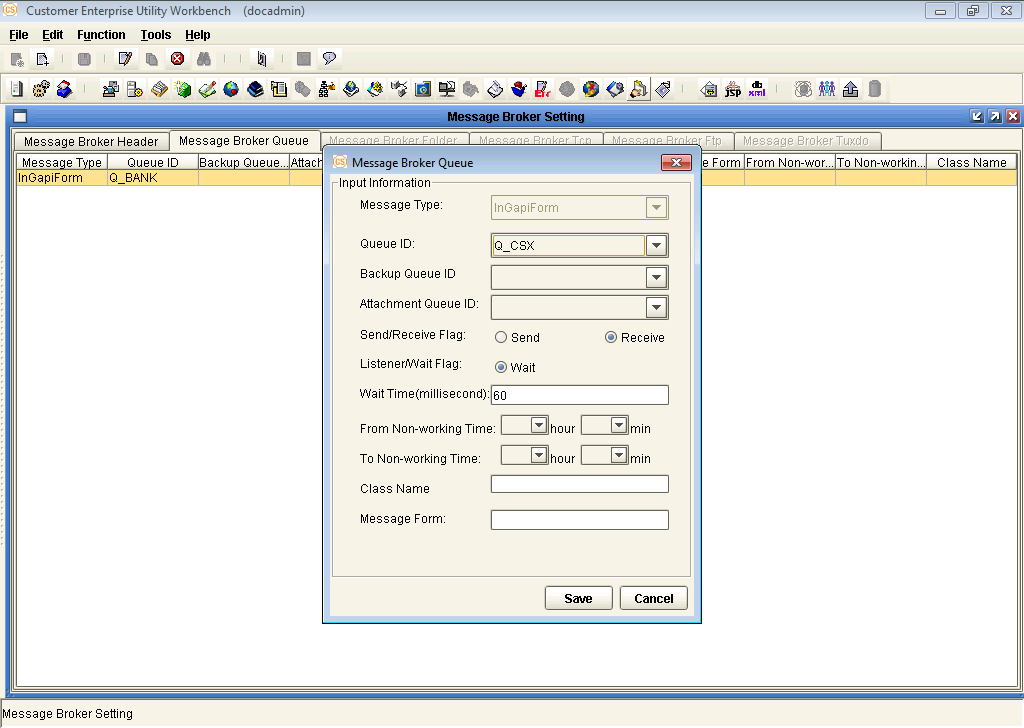 CS Customer Enterprise Utility Workbench (docadmin)
File Edit Function Tools Help
JSP xml
Message Broker Setting
Message Broker Header Message Broker Queue Message Broker Folder Message Broker Tcp Message Broker Ftp Message Broker Tuxdo
Message Type Queue ID Backup Queue... Attach e Form From Non-wor... To Non-workin... Class Name
InGapiForm Q_BANK
CS Message Broker Queue
Input Information
Message Type: InGapiForm
Queue ID: Q_CSX
Backup Queue ID
Attachment Queue ID:
Send/Receive Flag: Send Receive
Listener/Wait Flag: Wait
Wait Time(millisecond): 60
From Non-working Time: hour min
To Non-working Time: hour min
Class Name
Message Form:
Save Cancel
Message Broker Setting